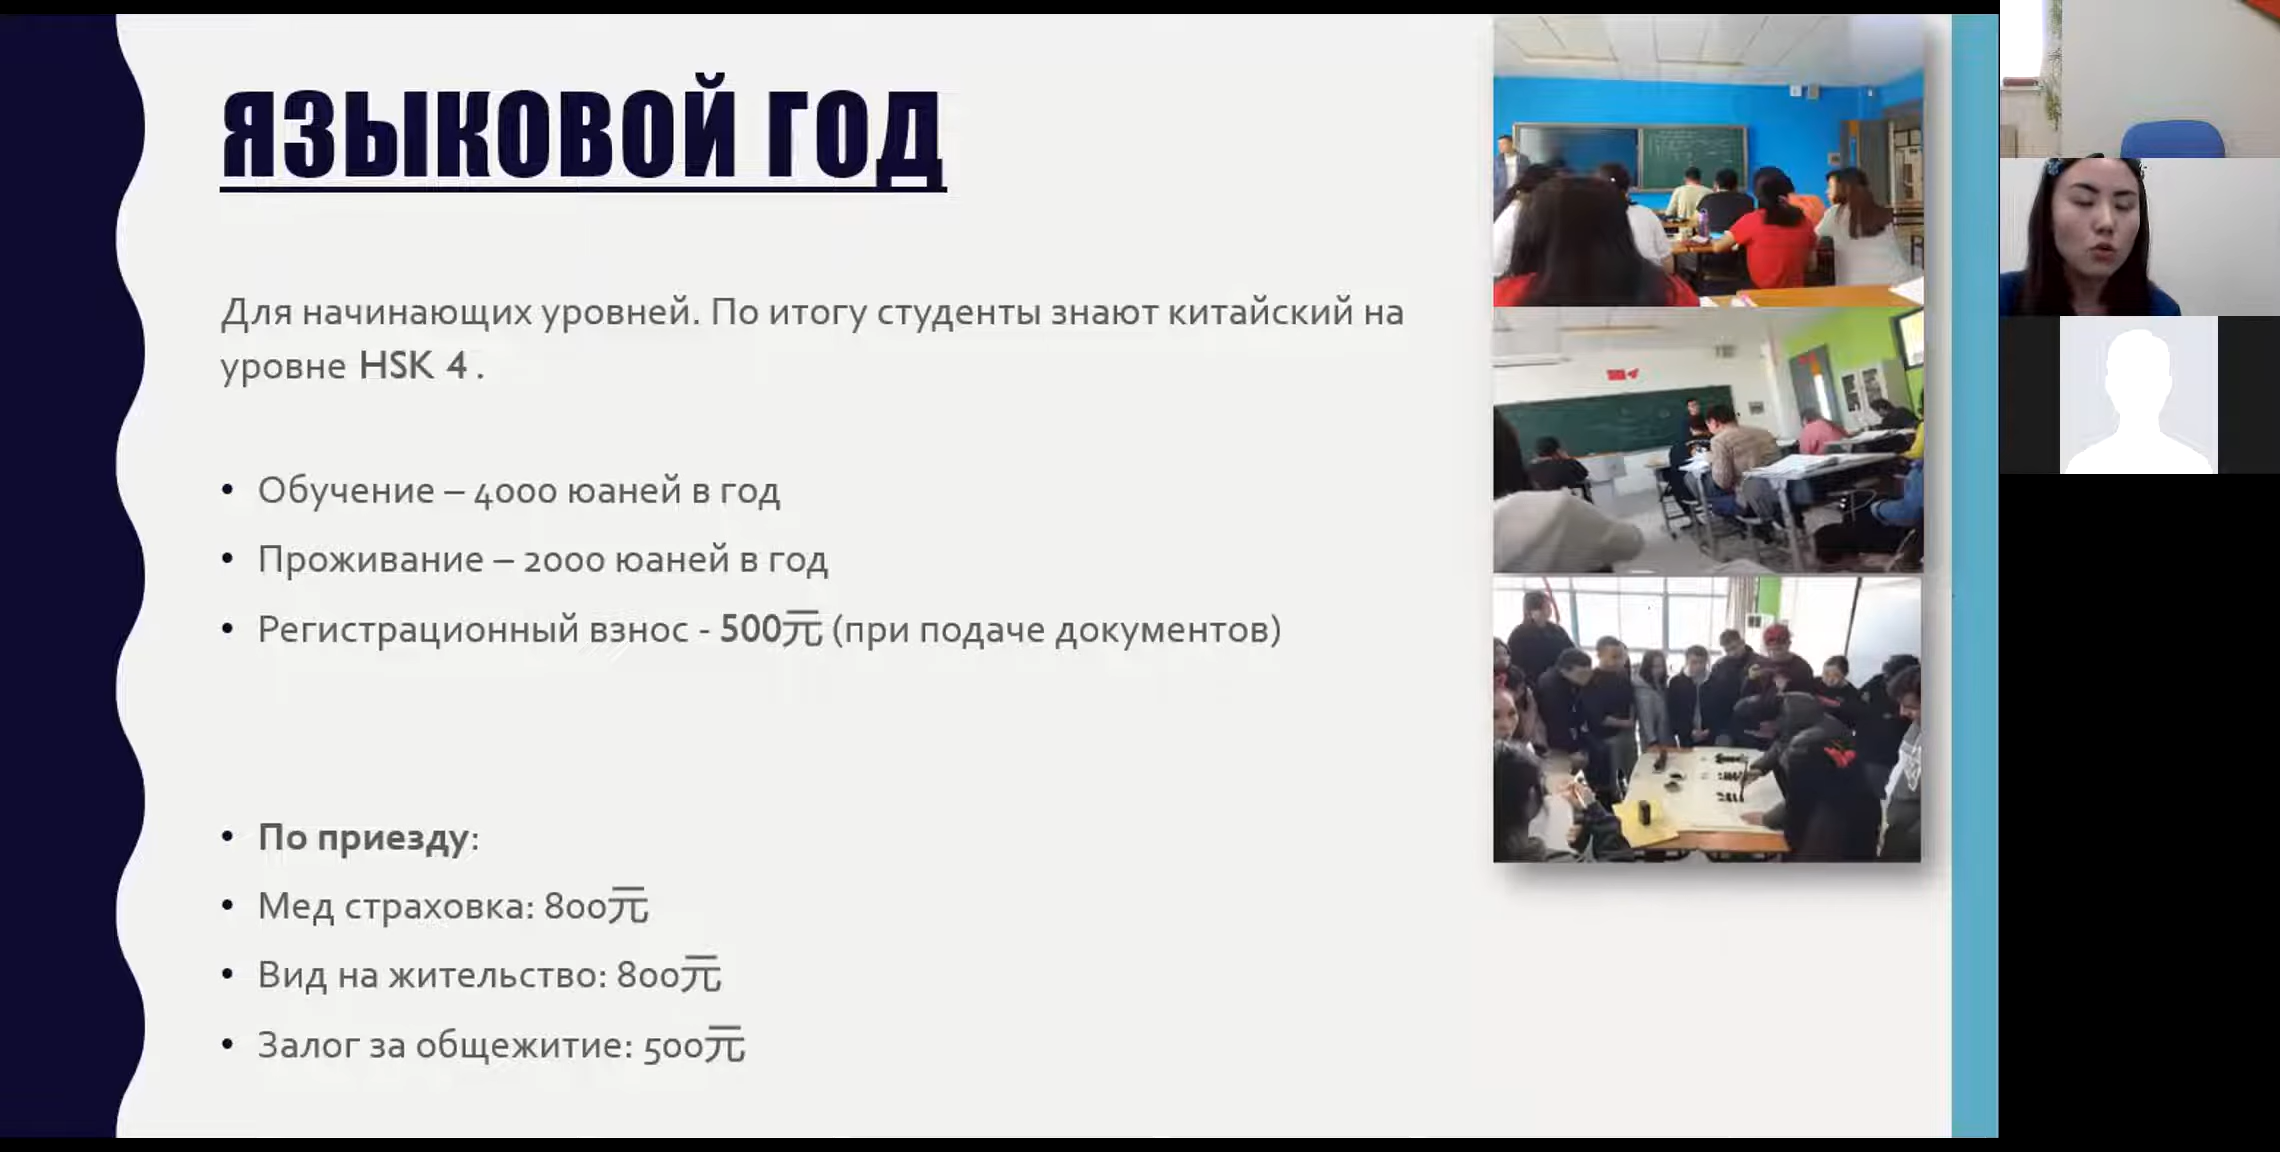 ЯЗЫКОВОЙ ГОД
Для начинающих уровней. По итогу студенты знают китайский на
уровне HSK 4 .
• Обучение – 4000 юаней в год
• Проживание – 2000 юаней в год
• Регистрационный взнос - 500元 (при подаче документов)
• По приезду:
• Мед страховка: 800元
• Вид на жительство: 800元
• Залог за общежитие: 500元